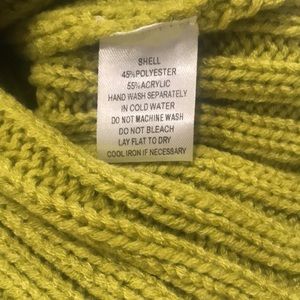 SHELL
45%POLYESTER
55%ACRYLIC
HAND WASH SEPARATELY
IN COLD WATER
DO NOT MACHINE WASH
DO NOT BLEACH
LAY FLAT TO DRY
COOL IRON IF NECESSARY